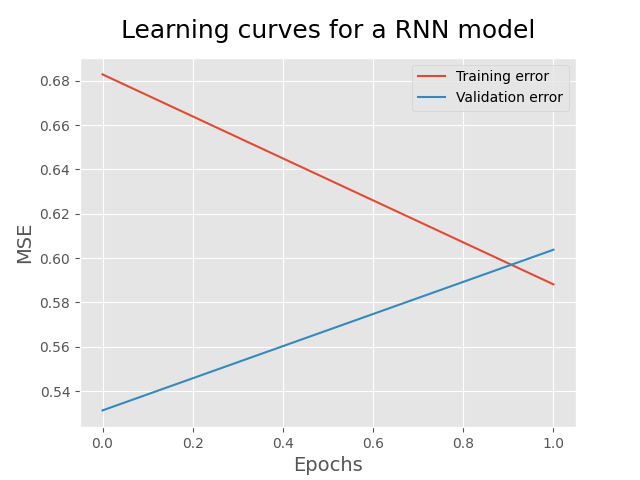 Learning curves for a RNN model
Training error
Validation error
MSE
0.68
0.66
0.64
0.62
0.60
0.58
0.56
0.54
0.0 0.2 0.4 0.6 0.8 1.0
Epochs